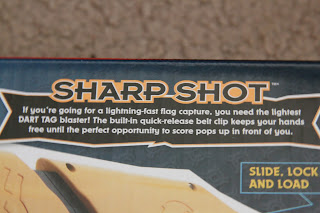 SHARP SHOT™
If you're going for a lightning-fast flag capture, you need the lightest
DART TAG blaster! The built-in quick-release belt clip keeps your hands
free until the perfect opportunity to score pops up in front of you.
SLIDE, LOCK
AND LOAD